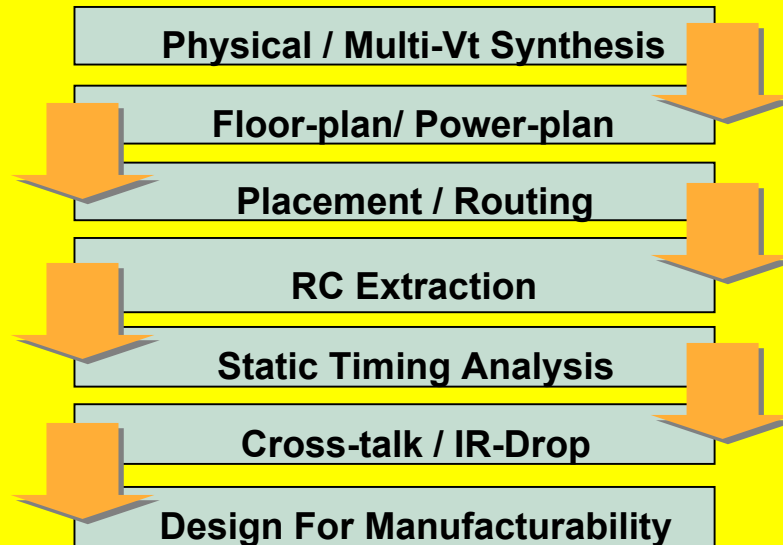 Physical / Multi-Vt Synthesis
Floor-plan/ Power-plan
Placement / Routing
RC Extraction
Static Timing Analysis
Cross-talk / IR-Drop
Design For Manufacturability